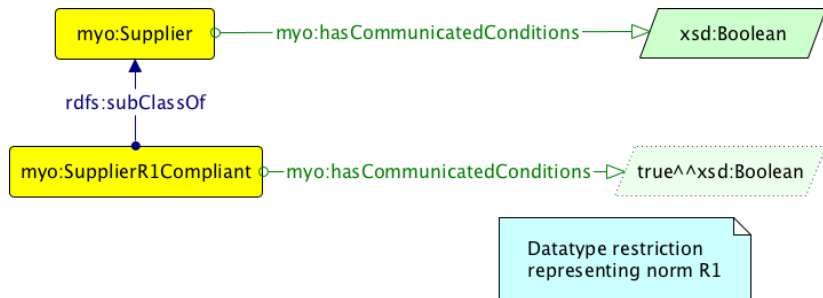 myo:Supplier myo:hasCommunicatedConditions xsd:Boolean
rdfs:subClassOf
myo:SupplierR1Compliant myo:hasCommunicatedConditions true^^xsd:Boolean
Datatype restriction
representing norm R1